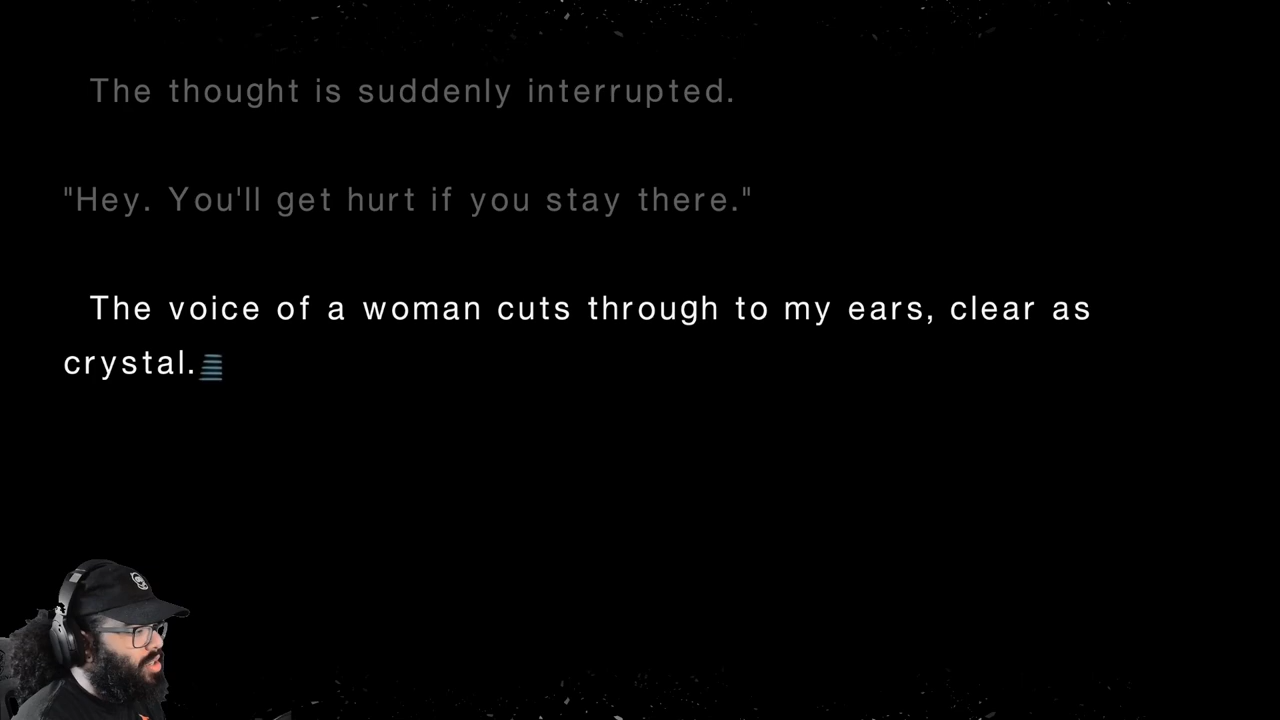 The thought is suddenly interrupted.
"Hey. You'll get hurt if you stay there."
The voice of a woman cuts through to my ears, clear as
crystal.